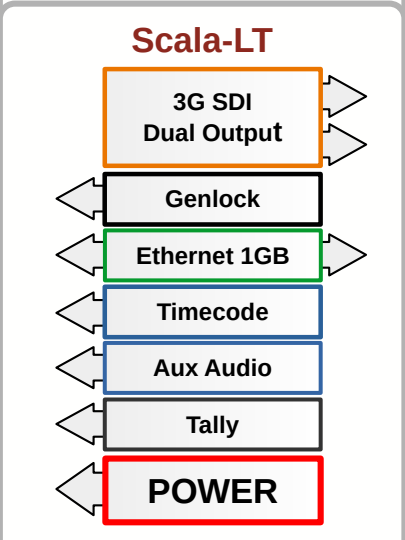 Scala-LT
3G SDI
Dual Output
Genlock
Ethernet 1GB
Timecode
Aux Audio
Tally
POWER